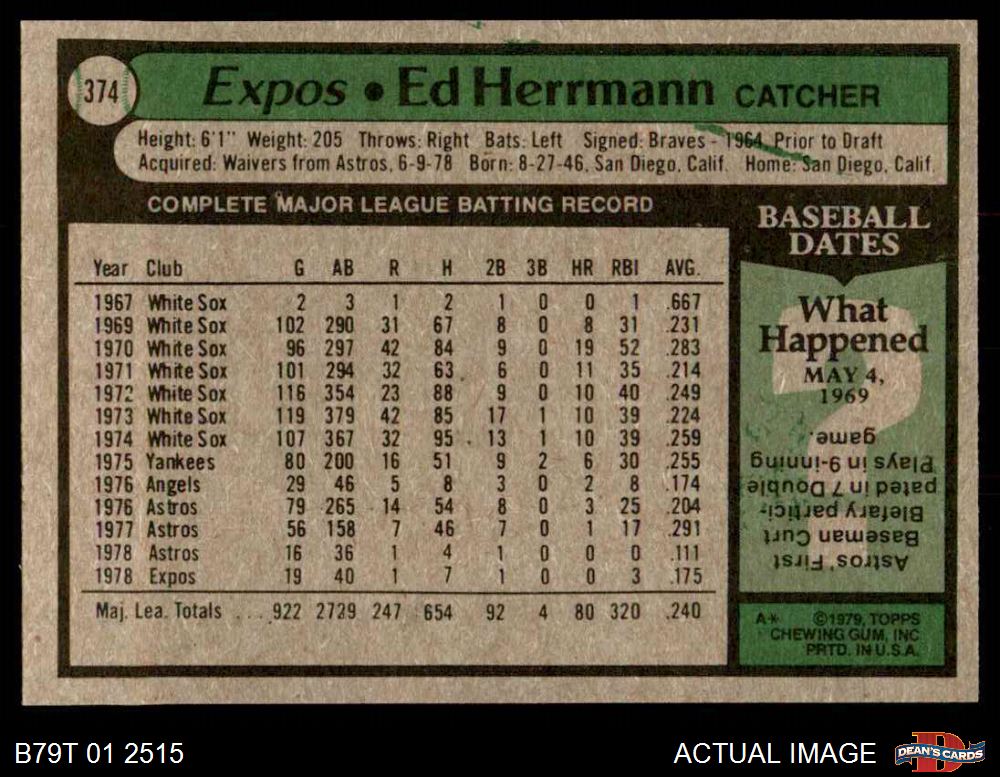 374
Expos • Ed Herrmann CATCHER
Height: 6'1" Weight: 205 Throws: Right Bats: Left Signed: Braves - 1964, Prior to Draft
Acquired: Waivers from Astros, 6-9-78 Born: 8-27-46, San Diego, Calif. Home: San Diego, Calif.
COMPLETE MAJOR LEAGUE BATTING RECORD
Year Club G AB R H 2B 3B HR RBI AVG.
1967 White Sox 2 3 1 2 1 0 0 1 .667
1969 White Sox 102 290 31 67 8 0 8 31 .231
1970 White Sox 96 297 42 84 9 0 19 52 .283
1971 White Sox 101 294 32 63 6 0 11 35 .214
1972 White Sox 116 354 23 88 9 0 10 40 .249
1973 White Sox 119 379 42 85 17 1 10 39 .224
1974 White Sox 107 367 32 95 13 1 10 39 .259
1975 Yankees 80 200 16 51 9 2 6 30 .255
1976 Angels 29 46 5 8 3 0 2 8 .174
1976 Astros 79 265 14 54 8 0 3 25 .204
1977 Astros 56 158 7 46 7 0 1 17 .291
1978 Astros 16 36 1 4 1 0 0 0 .111
1978 Expos 19 40 1 7 1 0 0 3 .175
Maj. Lea. Totals .... 922 2729 247 654 92 4 80 320 .240
BASEBALL
DATES
What
Happened
MAY 4,
1969
Astros' First
Baseman Curt
Blefary partici-
pated in 7 Double
Plays in 9-inning
game.
A* ©1979, TOPPS
CHEWING GUM, INC
PRTD. IN U.S.A.
B79T 01 2515
ACTUAL IMAGE
DEAN'S CARDS